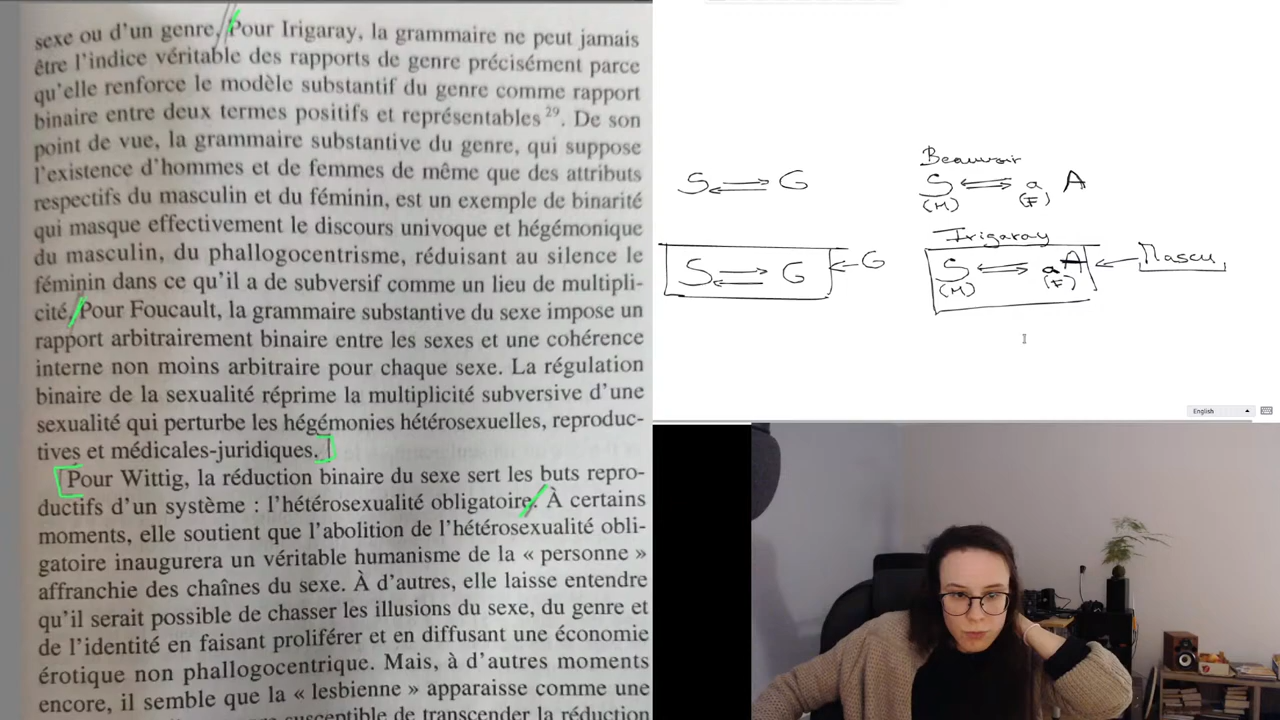 sexe ou d'un genre. Pour Irigaray, la grammaire ne peut jamais
être l'indice véritable des rapports de genre précisément parce
qu'elle renforce le modèle substantif du genre comme rapport
binaire entre deux termes positifs et représentables 29. De son
point de vue, la grammaire substantive du genre, qui suppose
l'existence d'hommes et de femmes de même que des attributs
respectifs du masculin et du féminin, est un exemple de binarité
qui masque effectivement le discours univoque et hégémonique
du masculin, du phallogocentrisme, réduisant au silence le
féminin dans ce qu'il a de subversif comme un lieu de multipli-
cité. Pour Foucault, la grammaire substantive du sexe impose un
rapport arbitrairement binaire entre les sexes et une cohérence
interne non moins arbitraire pour chaque sexe. La régulation
binaire de la sexualité réprime la multiplicité subversive d'une
sexualité qui perturbe les hégémonies hétérosexuelles, reproduc-
tives et médicales-juridiques.
Pour Wittig, la réduction binaire du sexe sert les buts repro-
ductifs d'un système : l'hétérosexualité obligatoire. À certains
moments, elle soutient que l'abolition de l'hétérosexualité obli-
gatoire inaugurera un véritable humanisme de la « personne »
affranchie des chaînes du sexe. À d'autres, elle laisse entendre
qu'il serait possible de chasser les illusions du sexe, du genre et
de l'identité en faisant proliférer et en diffusant une économie
érotique non phallogocentrique. Mais, à d'autres moments
encore, il semble que la « lesbienne » apparaisse comme une
susceptible de transcender la réduction
S G
S G G
Beauvoir
S a A
(M) (F)
Irigaray
S a A Mascu
(M) (F)
English